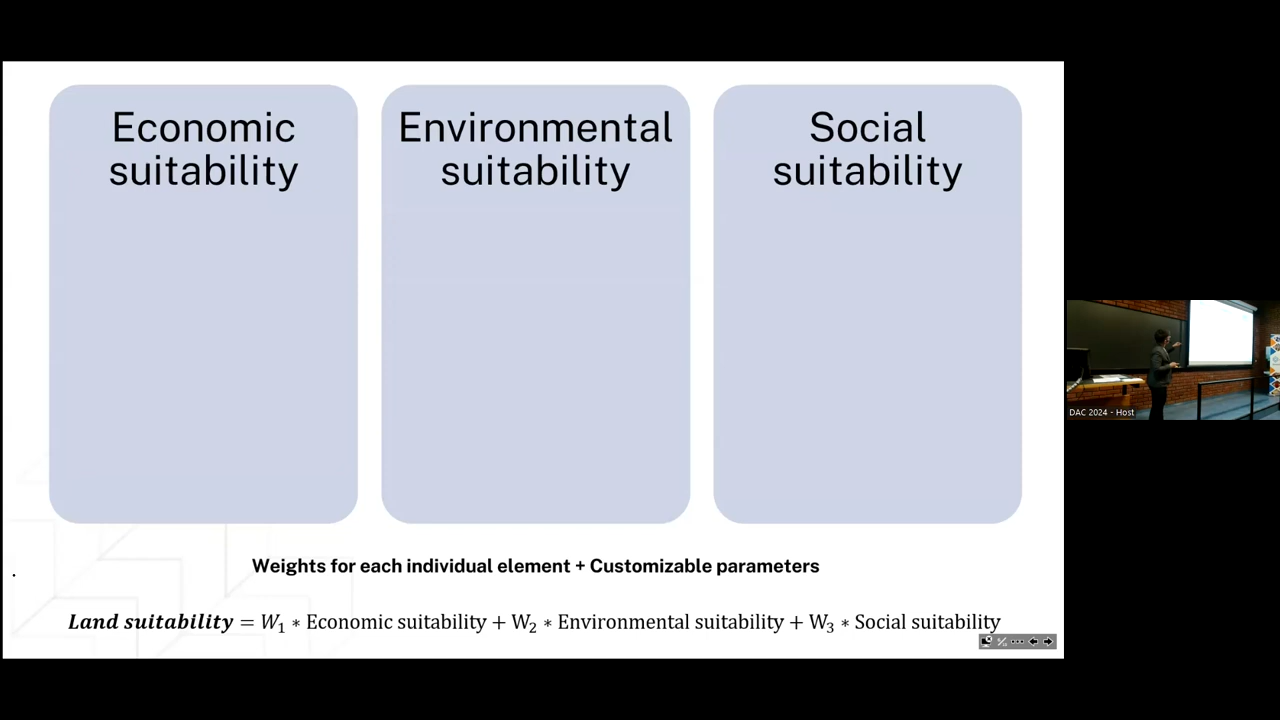 Economic
suitability
Environmental
suitability
Social
suitability
Weights for each individual element + Customizable parameters
Land suitability = W₁ ∗ Economic suitability + W₂ ∗ Environmental suitability + W₃ ∗ Social suitability
DAC 2024 - Host